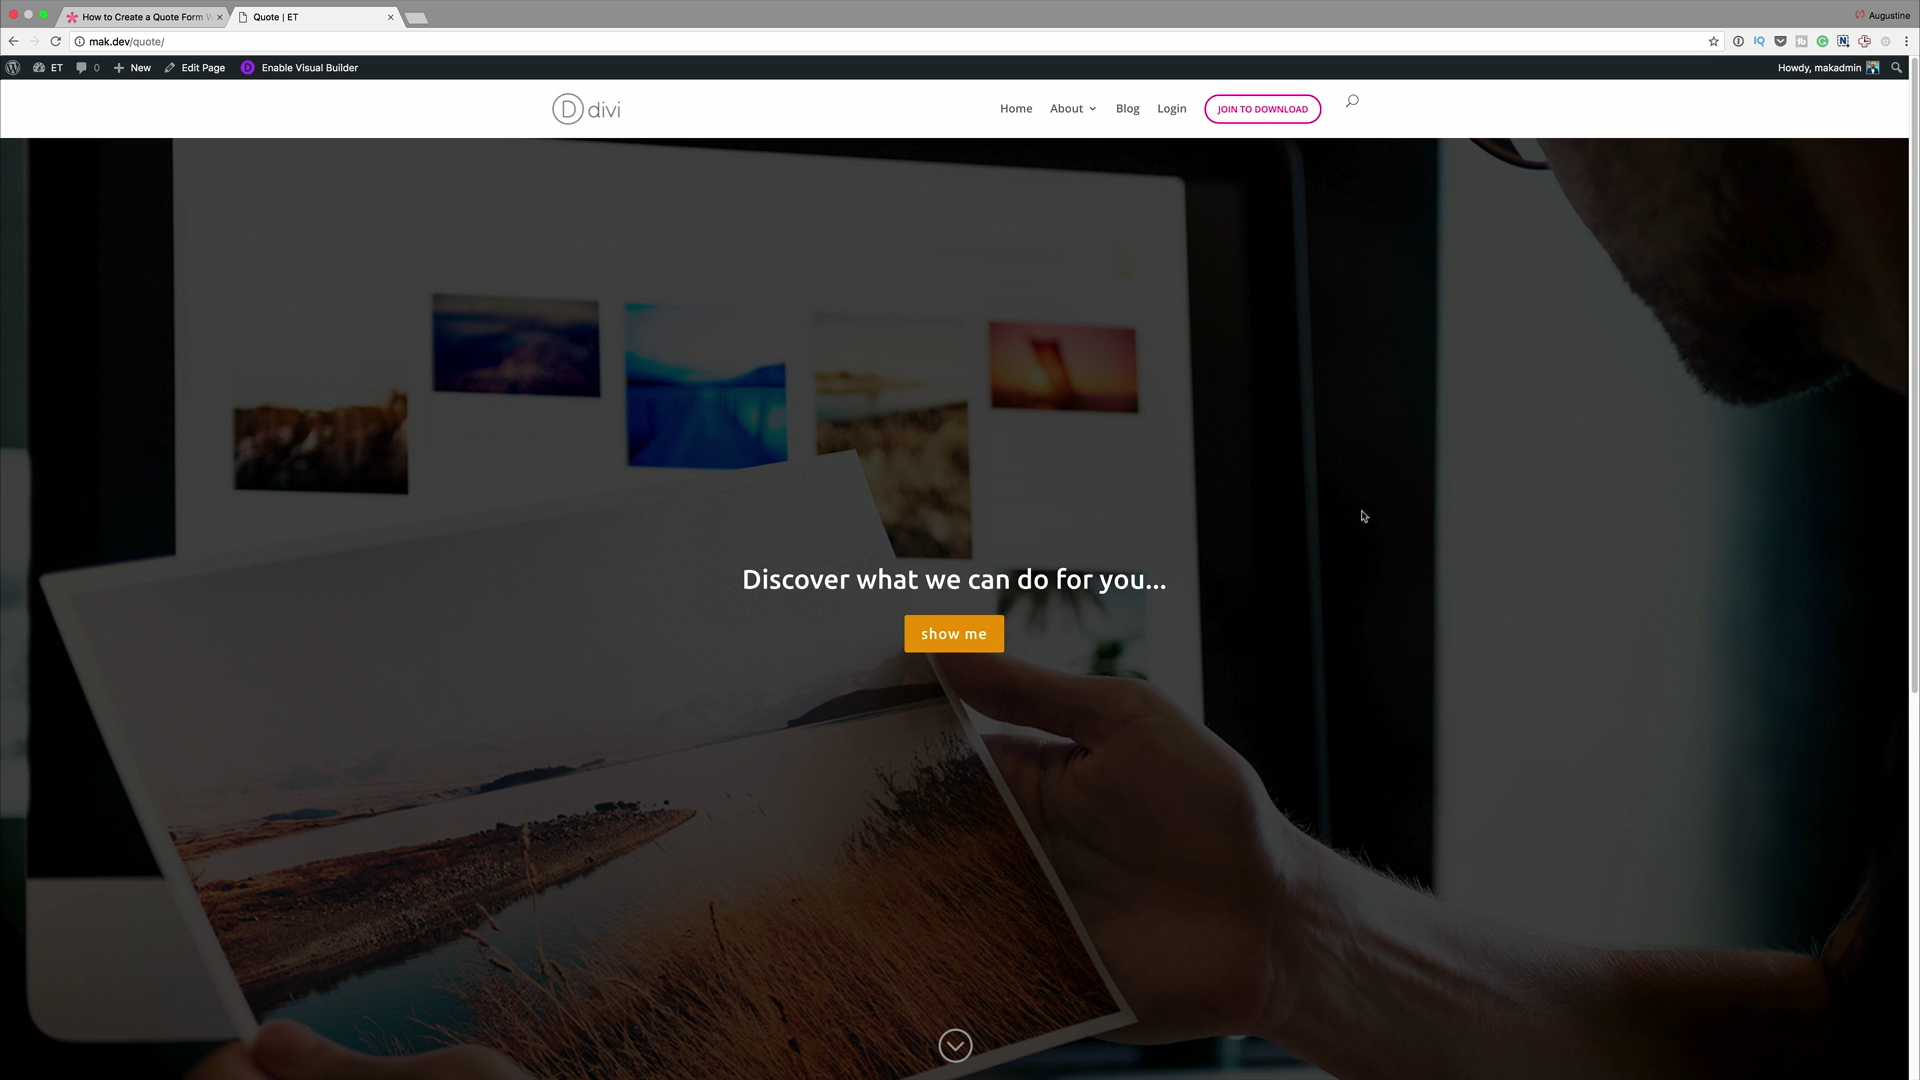 How to Create a Quote Form W
Quote | ET
Augustine
mak.dev/quote/
ET
0
New
Edit Page
Enable Visual Builder
Howdy, makadmin
D divi
Home
About
Blog
Login
JOIN TO DOWNLOAD
Discover what we can do for you...
show me